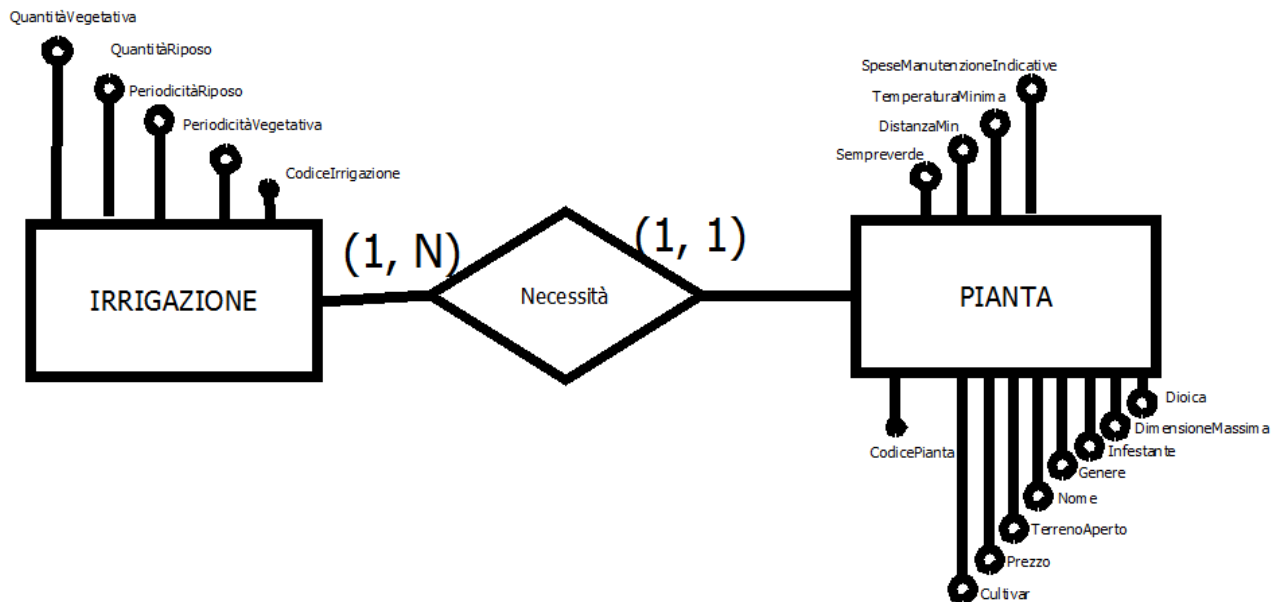 QuantitàVegetativa
QuantitàRiposo
PeriodicitàRiposo
PeriodicitàVegetativa
CodiceIrrigazione
SpeseManutenzioneIndicative
TemperaturaMinima
DistanzaMin
Sempreverde
(1, N)
(1, 1)
IRRIGAZIONE
Necessità
PIANTA
Dioica
DimensioneMassima
Infestante
CodicePianta
Genere
Nome
TerrenoAperto
Prezzo
Cultivar